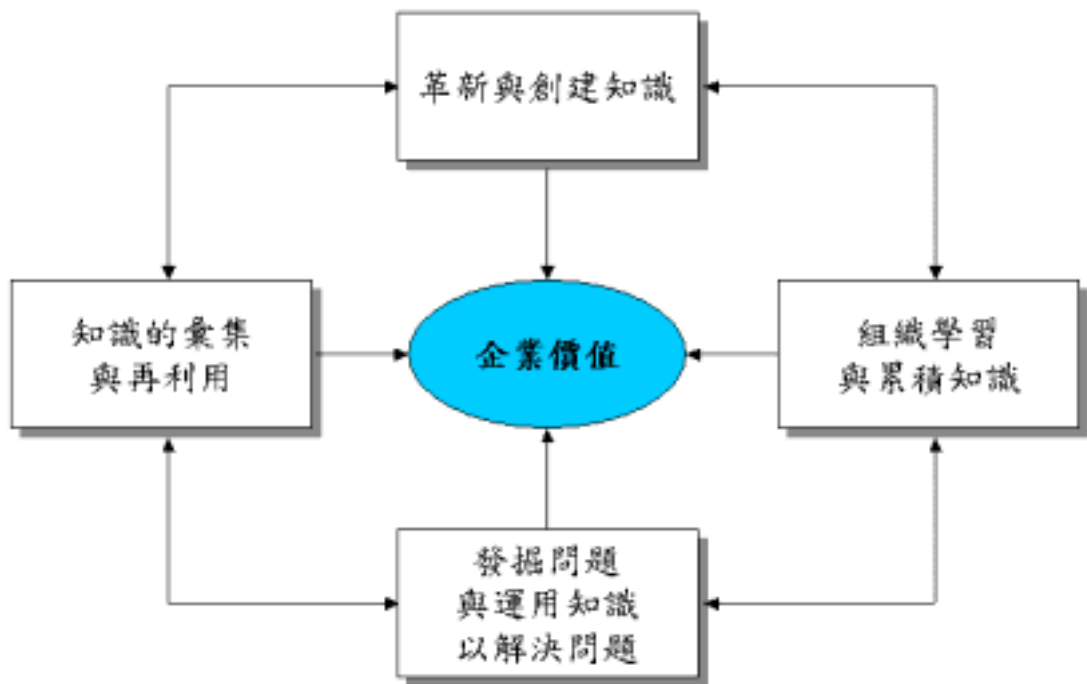 革新與創建知識
知識的彙集
與再利用
企業價值
組織學習
與累積知識
發掘問題
與運用知識
以解決問題